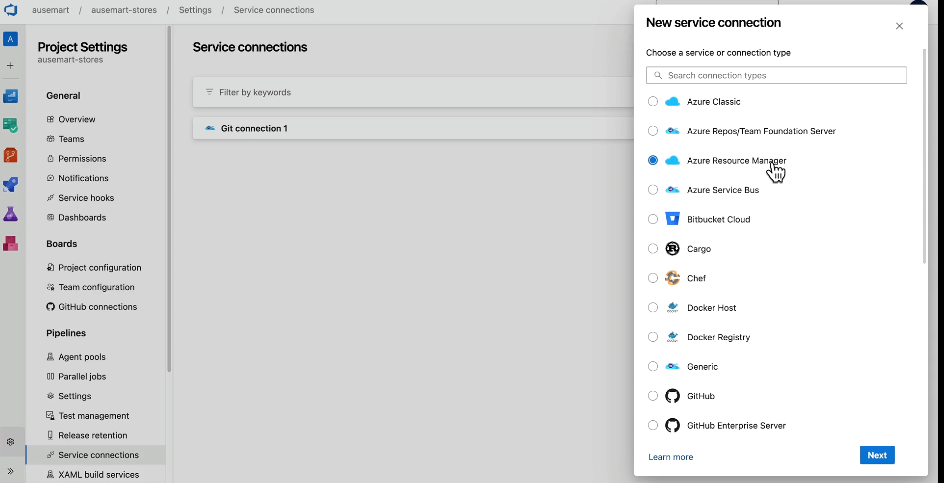 ausemart / ausemart-stores / Settings / Service connections
A
Project Settings
ausemart-stores
General
Overview
Teams
Permissions
Notifications
Service hooks
Dashboards
Boards
Project configuration
Team configuration
GitHub connections
Pipelines
Agent pools
Parallel jobs
Settings
Test management
Release retention
Service connections
XAML build services
Service connections
Filter by keywords
Git connection 1
New service connection
Choose a service or connection type
Search connection types
Azure Classic
Azure Repos/Team Foundation Server
Azure Resource Manager
Azure Service Bus
Bitbucket Cloud
Cargo
Chef
Docker Host
Docker Registry
Generic
GitHub
GitHub Enterprise Server
Learn more
Next